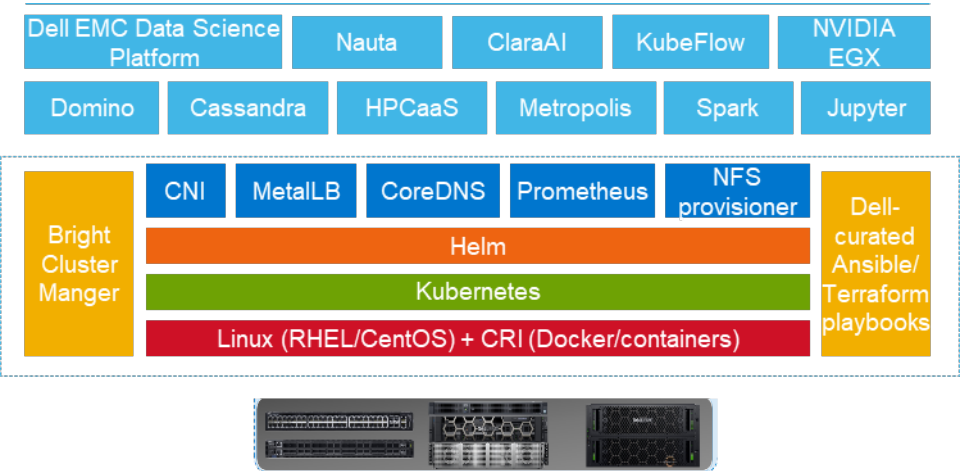 Dell EMC Data Science
Platform
Nauta
ClaraAI
KubeFlow
NVIDIA
EGX
Domino
Cassandra
HPCaaS
Metropolis
Spark
Jupyter
Bright
Cluster
Manger
CNI
MetalLB
CoreDNS
Prometheus
NFS
provisioner
Helm
Kubernetes
Linux (RHEL/CentOS) + CRI (Docker/containers)
Dell-
curated
Ansible/
Terraform
playbooks